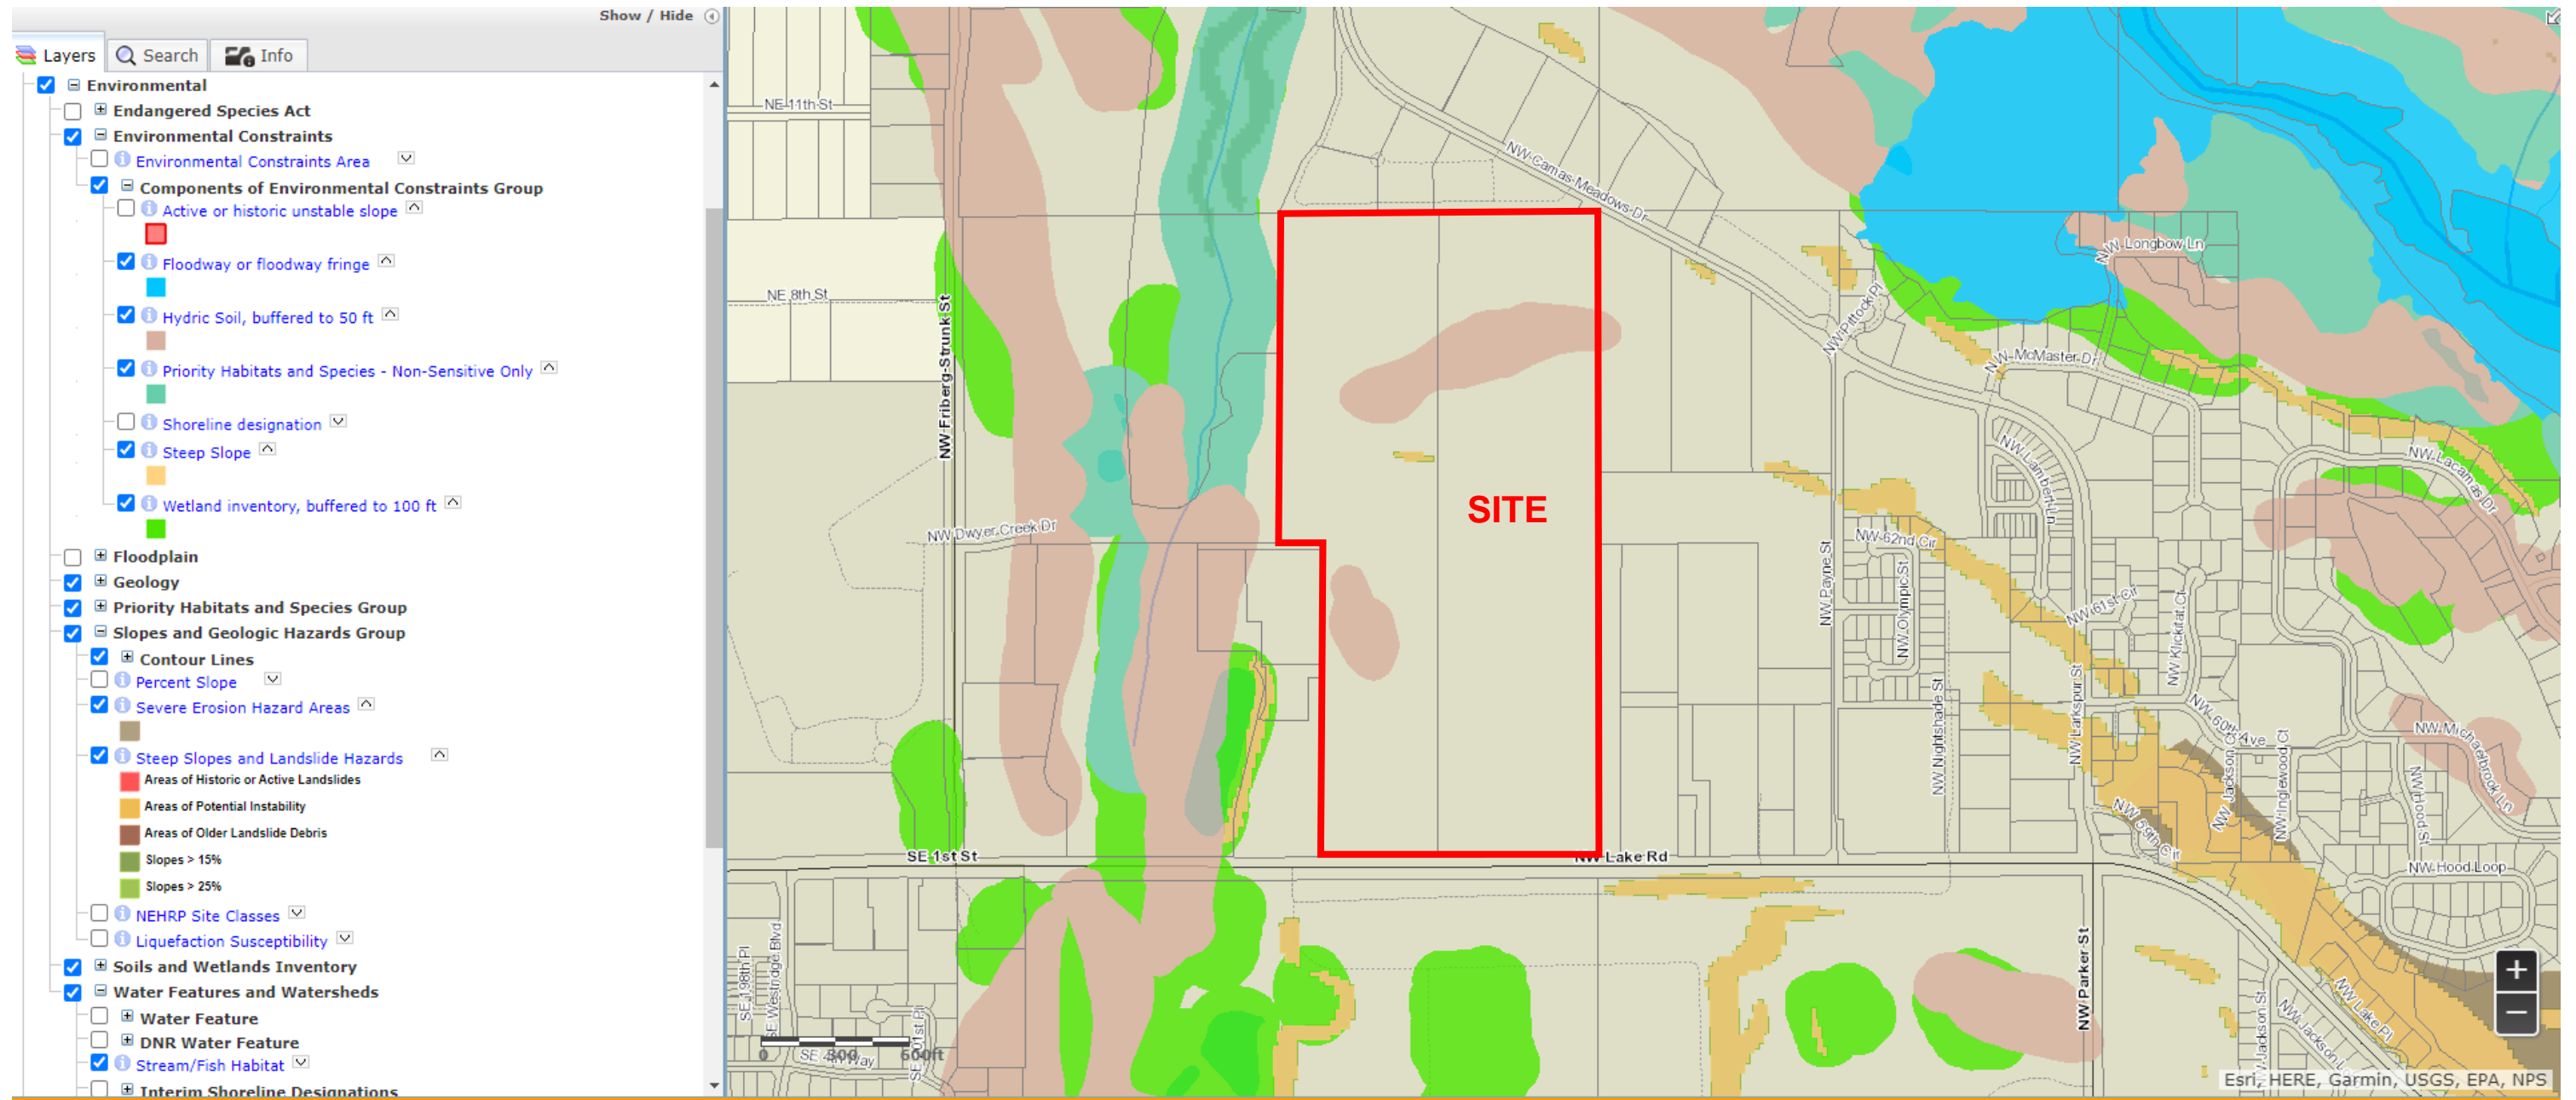 Show / Hide
Layers
Search
Info
Environmental
Endangered Species Act
Environmental Constraints
Environmental Constraints Area
Components of Environmental Constraints Group
Active or historic unstable slope
Floodway or floodway fringe
Hydric Soil, buffered to 50 ft
Priority Habitats and Species - Non-Sensitive Only
Shoreline designation
Steep Slope
Wetland inventory, buffered to 100 ft
Floodplain
Geology
Priority Habitats and Species Group
Slopes and Geologic Hazards Group
Contour Lines
Percent Slope
Severe Erosion Hazard Areas
Steep Slopes and Landslide Hazards
Areas of Historic or Active Landslides
Areas of Potential Instability
Areas of Older Landslide Debris
Slopes > 15%
Slopes > 25%
NEHRP Site Classes
Liquefaction Susceptibility
Soils and Wetlands Inventory
Water Features and Watersheds
Water Feature
DNR Water Feature
Stream/Fish Habitat
Interim Shoreline Designations
NE 11th St
NW Camas Meadows Dr
NW Longbow Ln
NE 8th St
NW Friberg-Strunk St
NW Pittock Pl
NW McMaster Dr
NW Lambert Ln
NW Lacamas Dr
SITE
NW Dwyer Creek Dr
NW 62nd Cir
NW Payne St
NW Olympic St
NW 61st Cir
NW Klickitat Ct
NW Nightshade St
NW Larkspur St
NW 60th Ave
NW Jackson Ct
NW Inglewood Ct
NW Michaelbrook Ln
NW Hood St
NW 59th Cir
SE 1st St
NW Lake Rd
NW Hood Loop
SE 198th Pl
SE Westridge Blvd
NW Parker St
NW Lake Pl
NW Jackson St
0 300 600ft
+
−
Esri, HERE, Garmin, USGS, EPA, NPS